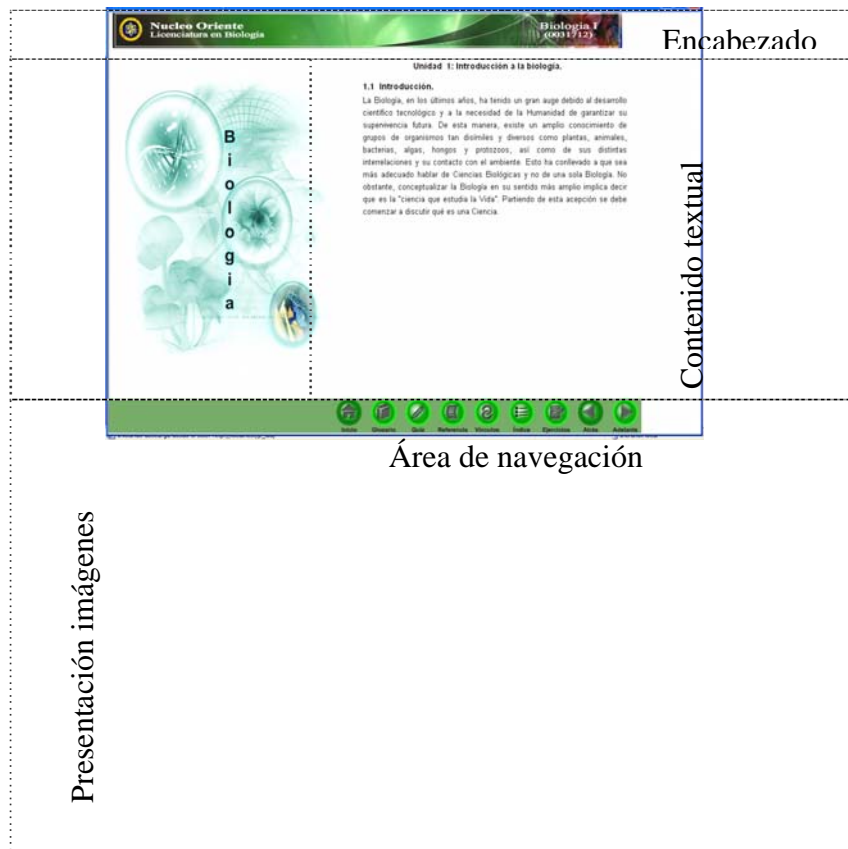 Nucleo Oriente
Licenciatura en Biología
Biología I
(0031712)
Encabezado
Unidad 1: Introducción a la biología.
1.1 Introducción.
La Biología, en los últimos años, ha tenido un gran auge debido al desarrollo
científico tecnológico y a la necesidad de la Humanidad de garantizar su
supervivencia futura. De esta manera, existe un amplio conocimiento de
grupos de organismos tan disímiles y diversos como plantas, animales,
bacterias, algas, hongos y protozoos, así como de sus distintas
interrelaciones y su contacto con el ambiente. Esto ha conllevado a que sea
más adecuado hablar de Ciencias Biológicas y no de una sola Biología. No
obstante, conceptualizar la Biología en su sentido más amplio implica decir
que es la "ciencia que estudia la Vida". Partiendo de esta acepción se debe
comenzar a discutir qué es una Ciencia.
Biologia
Contenido textual
Inicio Glosario Guía Referencia Vínculos Índice Ejercicios Atrás Adelante
Área de navegación
Presentación imágenes